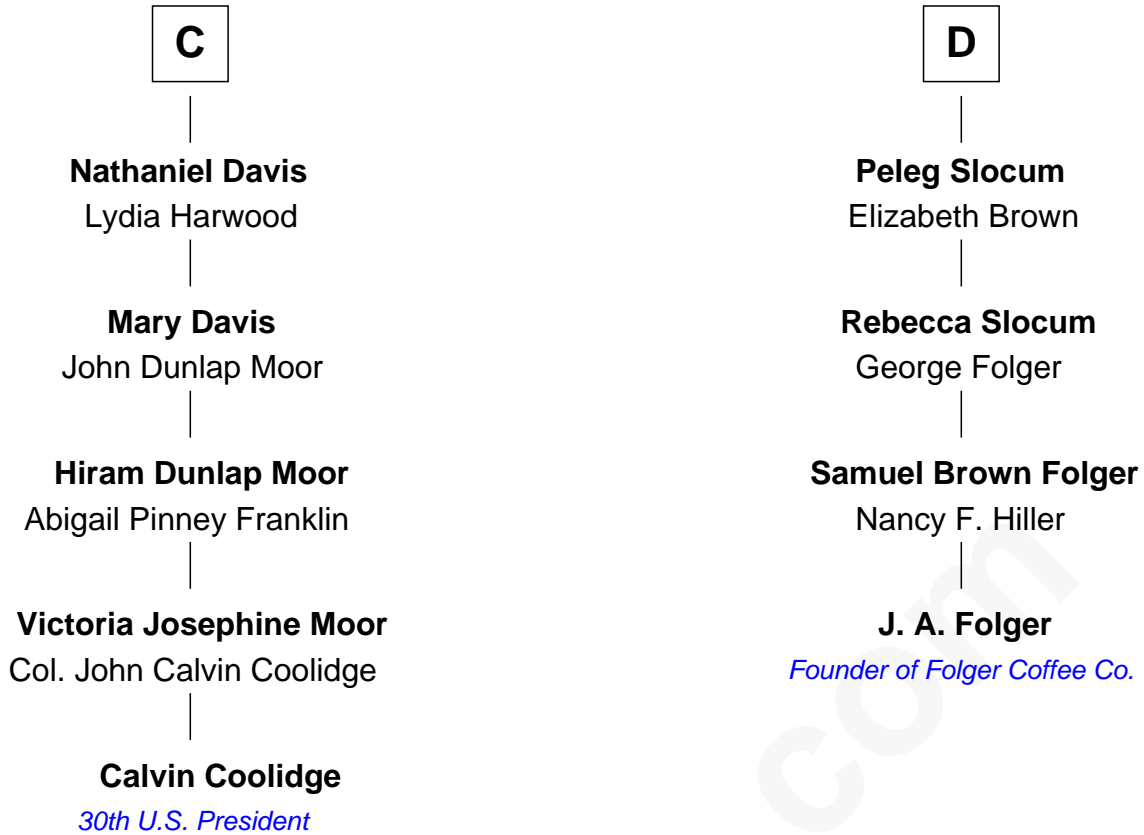 C
Nathaniel Davis
Lydia Harwood
Mary Davis
John Dunlap Moor
Hiram Dunlap Moor
Abigail Pinney Franklin
Victoria Josephine Moor
Col. John Calvin Coolidge
Calvin Coolidge
30th U.S. President
D
Peleg Slocum
Elizabeth Brown
Rebecca Slocum
George Folger
Samuel Brown Folger
Nancy F. Hiller
J. A. Folger
Founder of Folger Coffee Co.
com